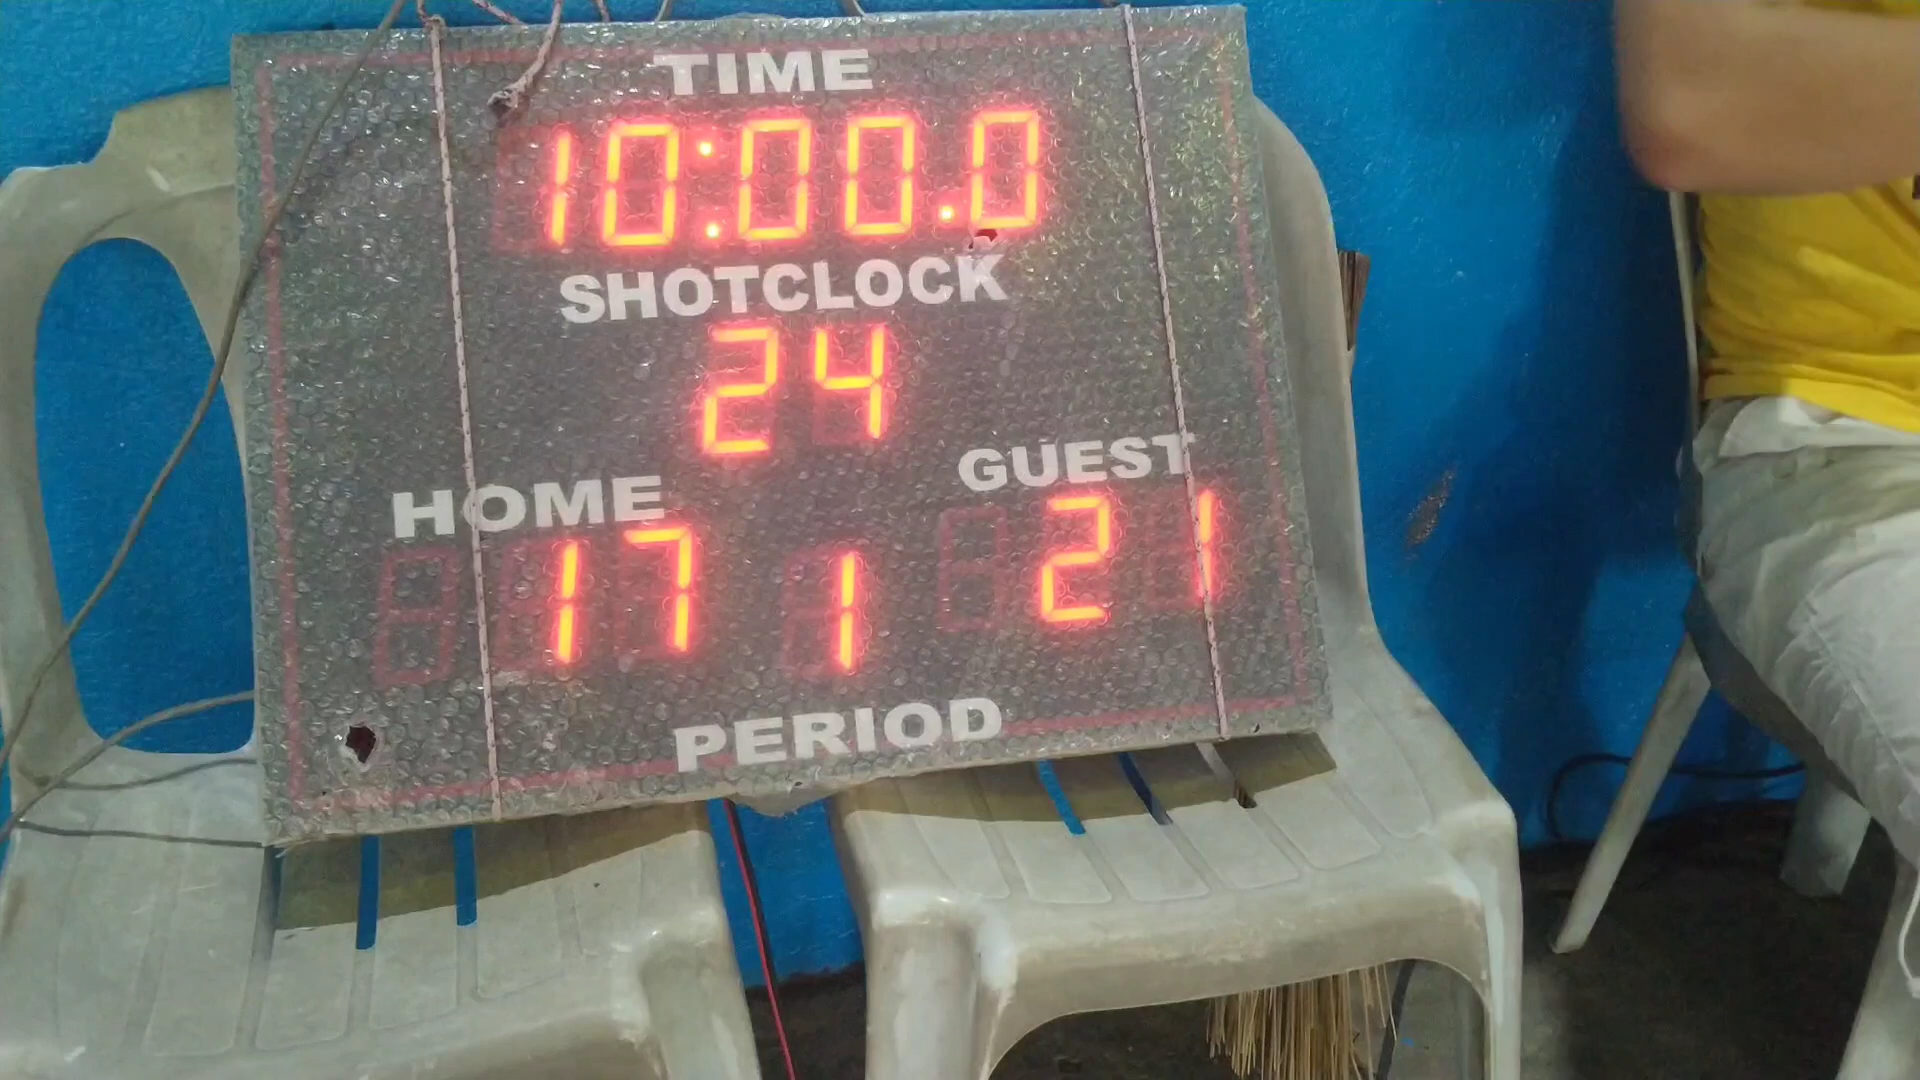 TIME
10:00.0
SHOTCLOCK
24
HOME GUEST
17 1 21
PERIOD